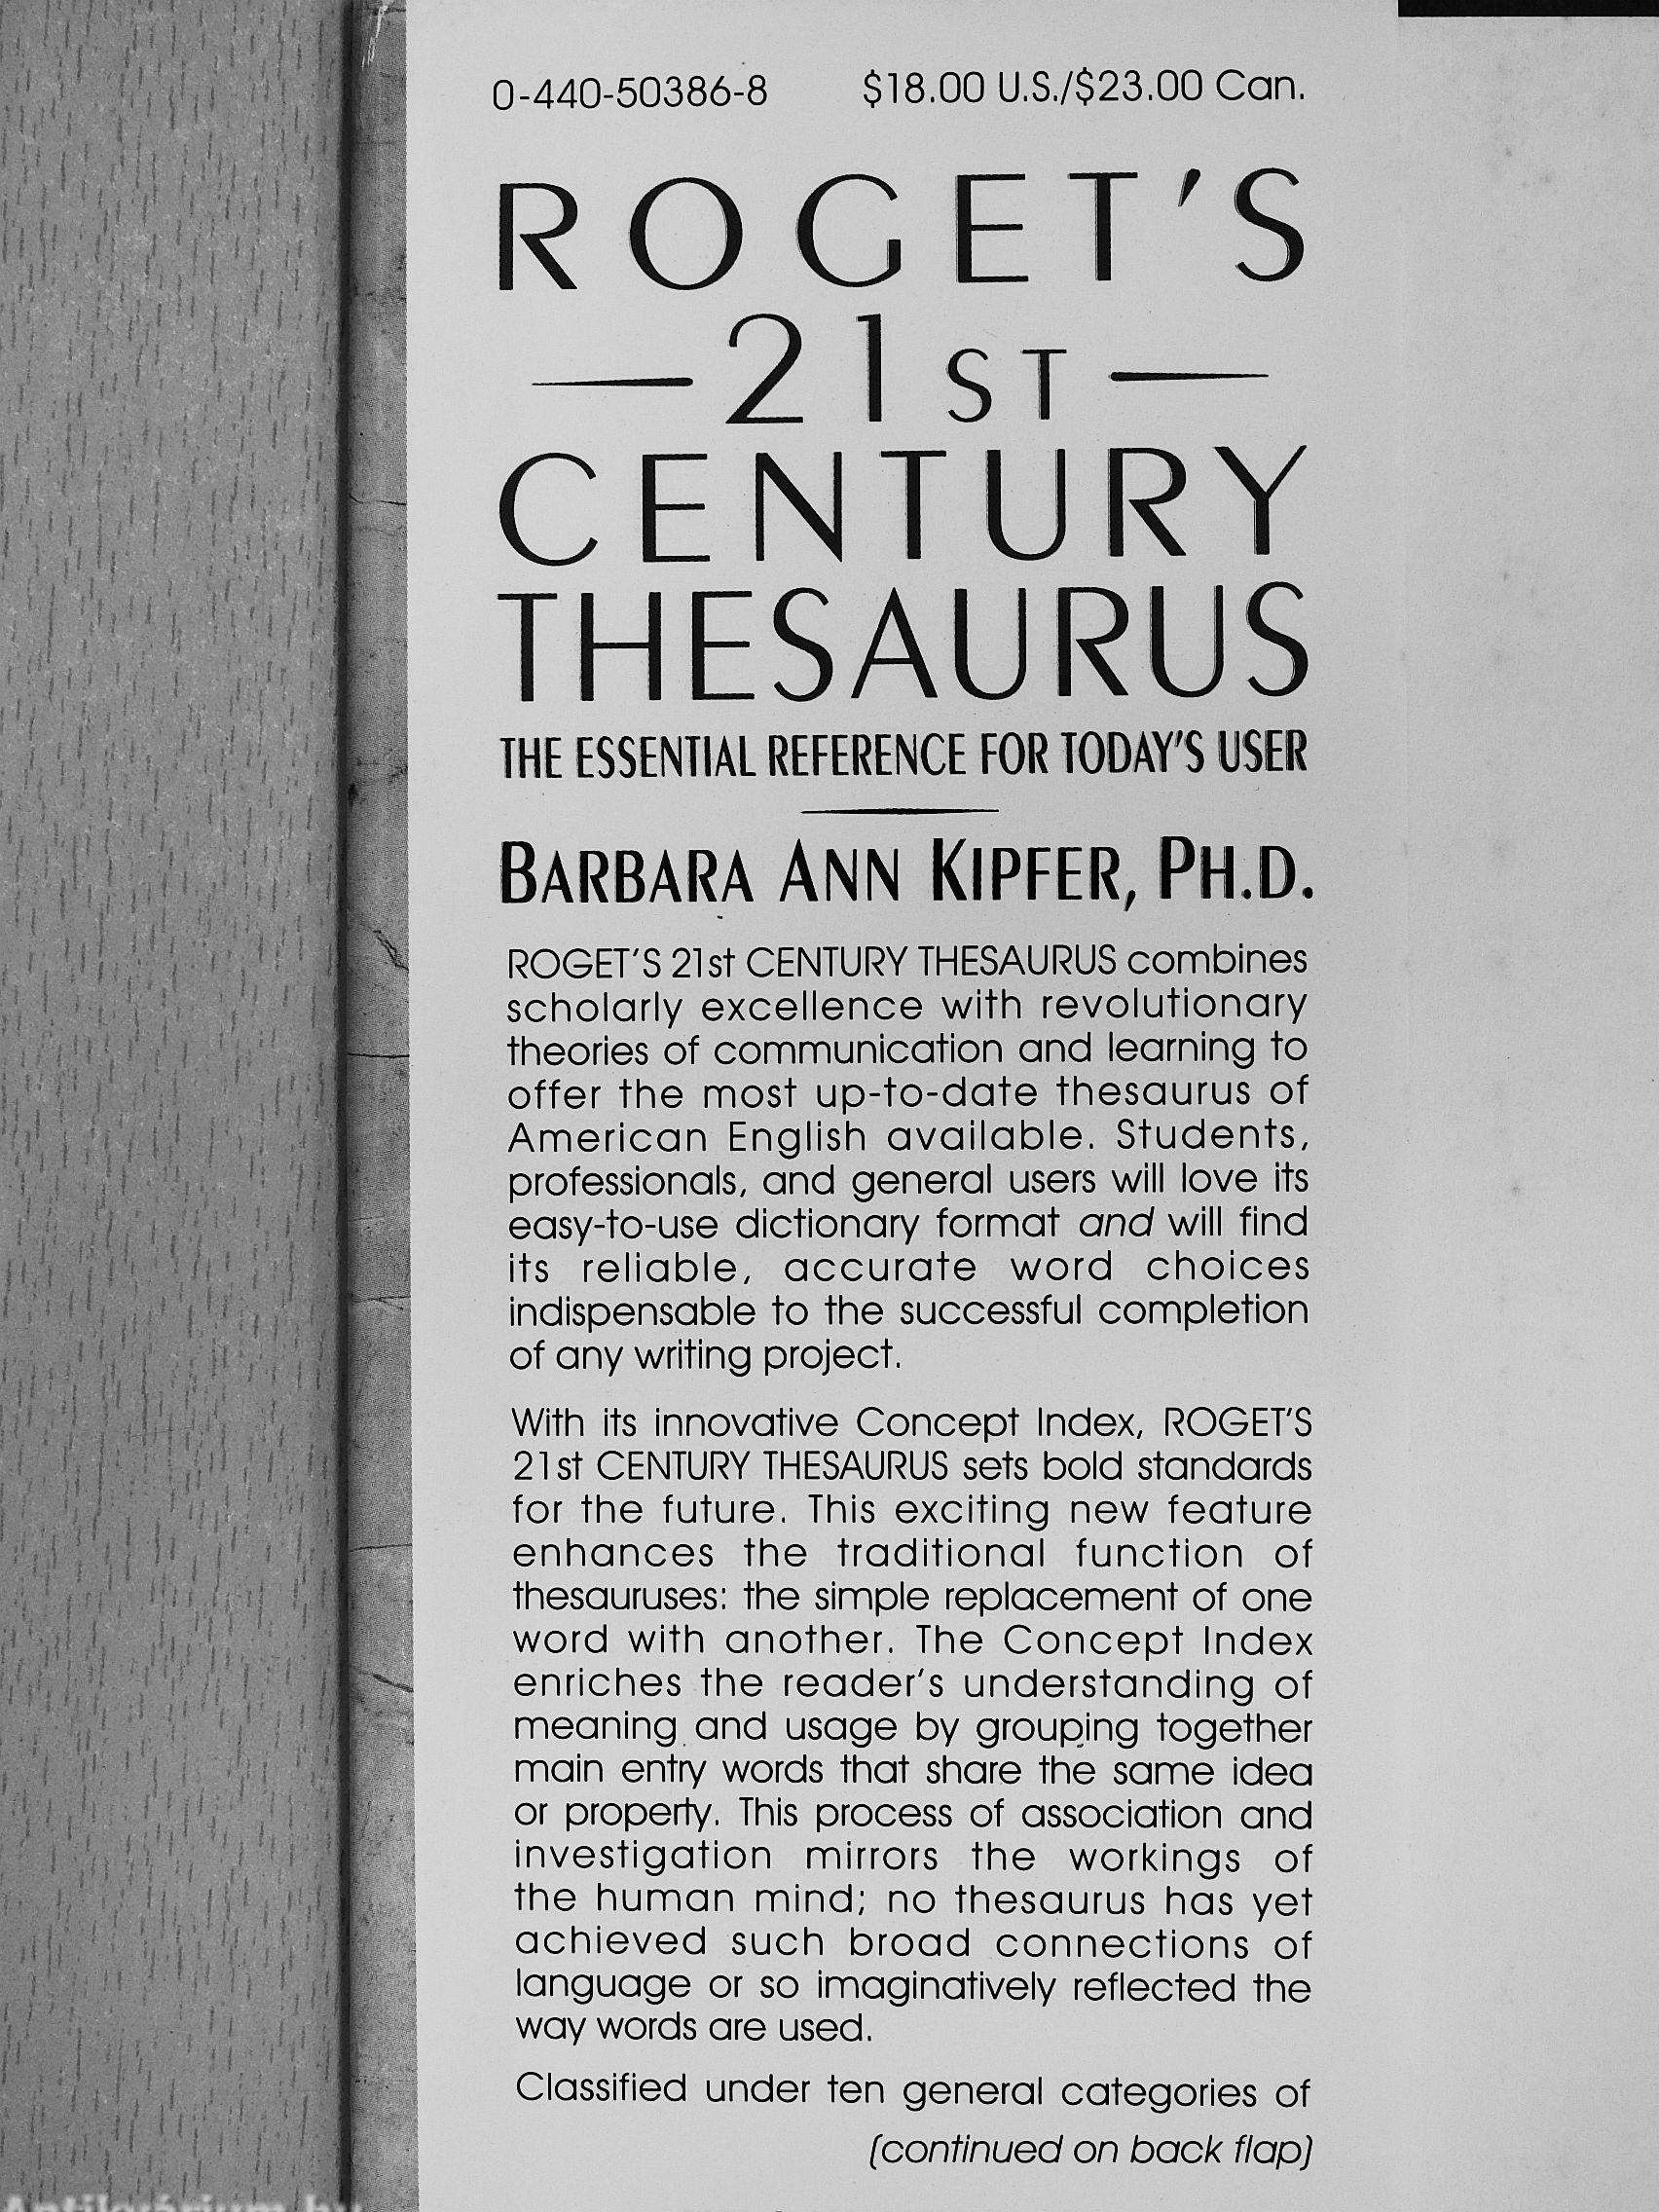 0-440-50386-8 $18.00 U.S./$23.00 Can.
ROGET'S
21ST
CENTURY
THESAURUS
THE ESSENTIAL REFERENCE FOR TODAY'S USER
BARBARA ANN KIPFER, PH.D.
ROGET'S 21st CENTURY THESAURUS combines
scholarly excellence with revolutionary
theories of communication and learning to
offer the most up-to-date thesaurus of
American English available. Students,
professionals, and general users will love its
easy-to-use dictionary format and will find
its reliable, accurate word choices
indispensable to the successful completion
of any writing project.
With its innovative Concept Index, ROGET'S
21st CENTURY THESAURUS sets bold standards
for the future. This exciting new feature
enhances the traditional function of
thesauruses: the simple replacement of one
word with another. The Concept Index
enriches the reader's understanding of
meaning and usage by grouping together
main entry words that share the same idea
or property. This process of association and
investigation mirrors the workings of
the human mind; no thesaurus has yet
achieved such broad connections of
language or so imaginatively reflected the
way words are used.
Classified under ten general categories of
(continued on back flap)